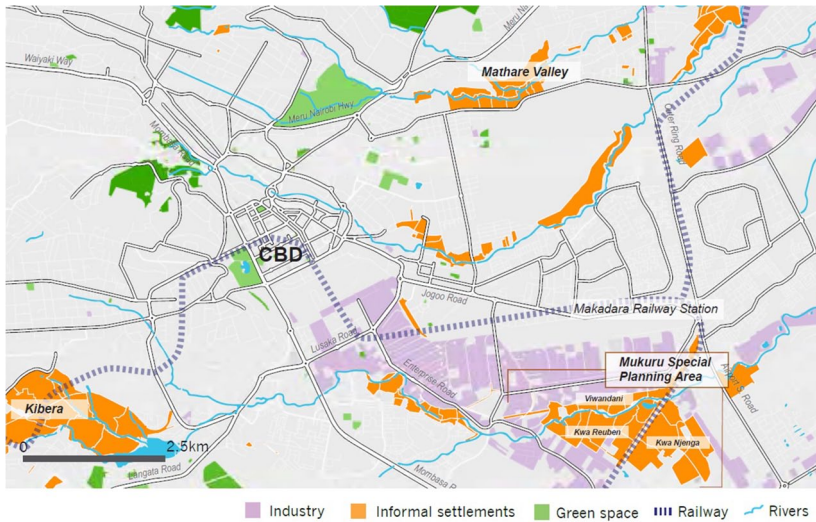 Meru N
Waiyaki Way
Mathare Valley
Meru Nairobi Hwy
Outer Ring Road
CBD
Jogoo Road
Makadara Railway Station
Lusaka Road
Mukuru Special
Planning Area
Enterprise Road
Airport S. Road
Viwandani
Kibera
Kwa Reuben
Kwa Njenga
0
2.5km
Langata Road
Mombasa R
Industry
Informal settlements
Green space
Railway
Rivers